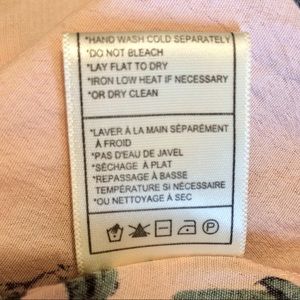 *HAND WASH COLD SEPARATELY
*DO NOT BLEACH
*LAY FLAT TO DRY
*IRON LOW HEAT IF NECESSARY
*OR DRY CLEAN
*LAVER À LA MAIN SÉPARÉMENT
À FROID
*PAS D'EAU DE JAVEL
*SÉCHAGE À PLAT
*REPASSAGE À BASSE
TEMPÉRATURE SI NÉCESSAIRE
*OU NETTOYAGE À SEC
P